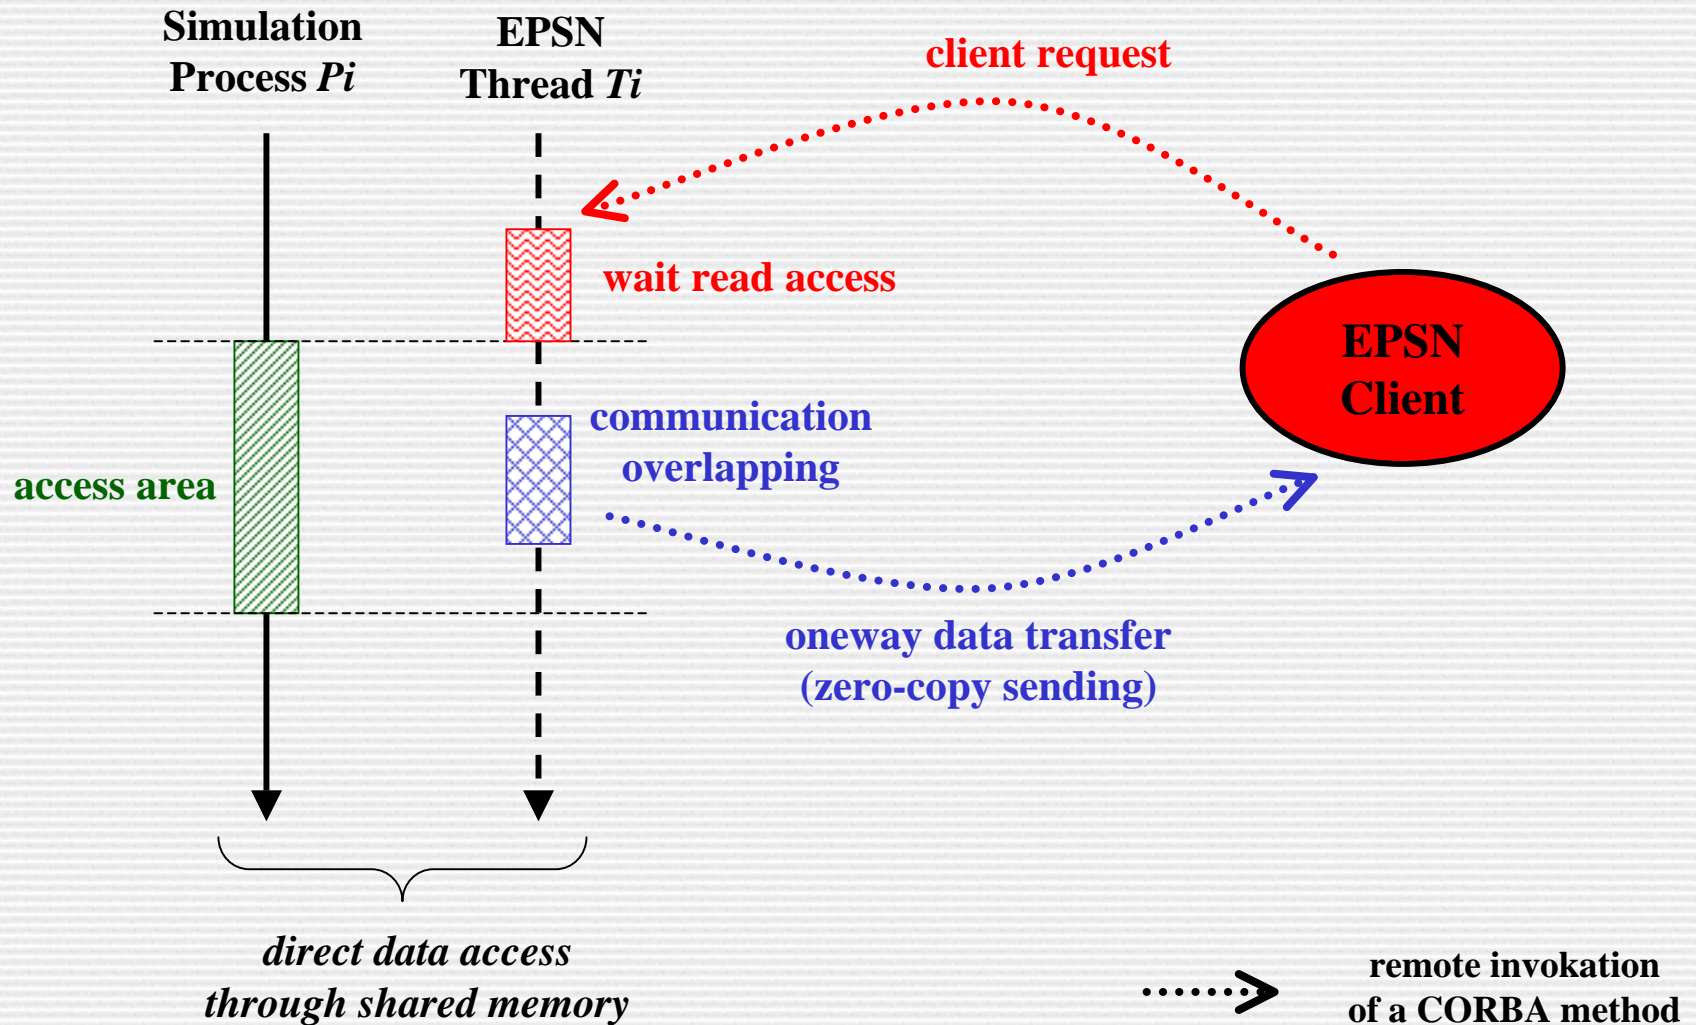 Simulation
Process Pi
EPSN
Thread Ti
client request
wait read access
EPSN
Client
communication
overlapping
access area
oneway data transfer
(zero-copy sending)
direct data access
through shared memory
remote invokation
of a CORBA method